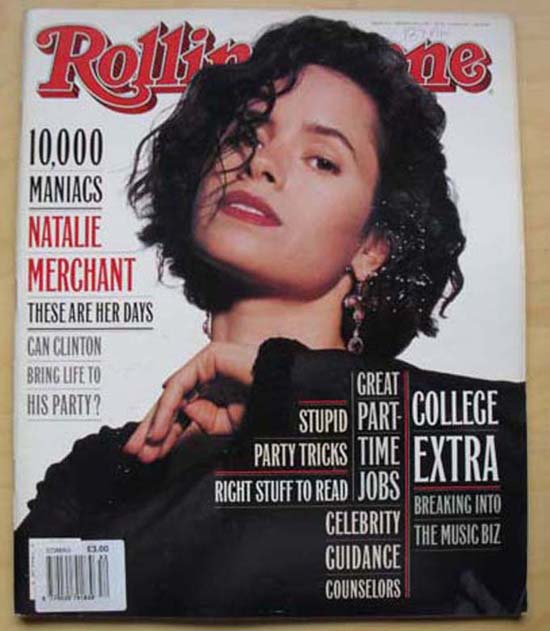 Rolling Stone
10,000
MANIACS
NATALIE
MERCHANT
THESE ARE HER DAYS
CAN CLINTON
BRING LIFE TO
HIS PARTY?
STUPID
PARTY TRICKS
RIGHT STUFF TO READ
GREAT
PART-
TIME
JOBS
CELEBRITY
GUIDANCE
COUNSELORS
COLLEGE
EXTRA
BREAKING INTO
THE MUSIC BIZ
£3.00